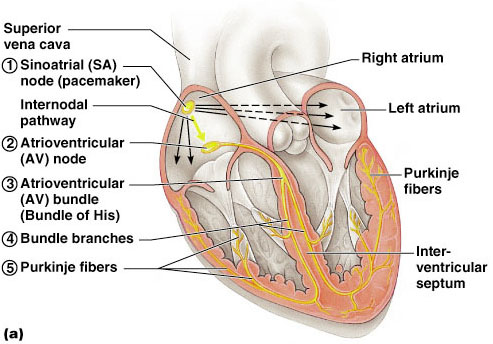 Superior
vena cava
① Sinoatrial (SA)
node (pacemaker)
Internodal
pathway
② Atrioventricular
(AV) node
③ Atrioventricular
(AV) bundle
(Bundle of His)
④ Bundle branches
⑤ Purkinje fibers
Right atrium
Left atrium
Purkinje
fibers
Inter-
ventricular
septum
(a)